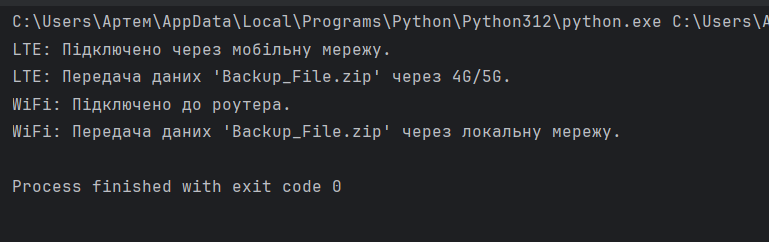 C:\Users\Артем\AppData\Local\Programs\Python\Python312\python.exe C:\Users\
LTE: Підключено через мобільну мережу.
LTE: Передача даних 'Backup_File.zip' через 4G/5G.
WiFi: Підключено до роутера.
WiFi: Передача даних 'Backup_File.zip' через локальну мережу.
Process finished with exit code 0